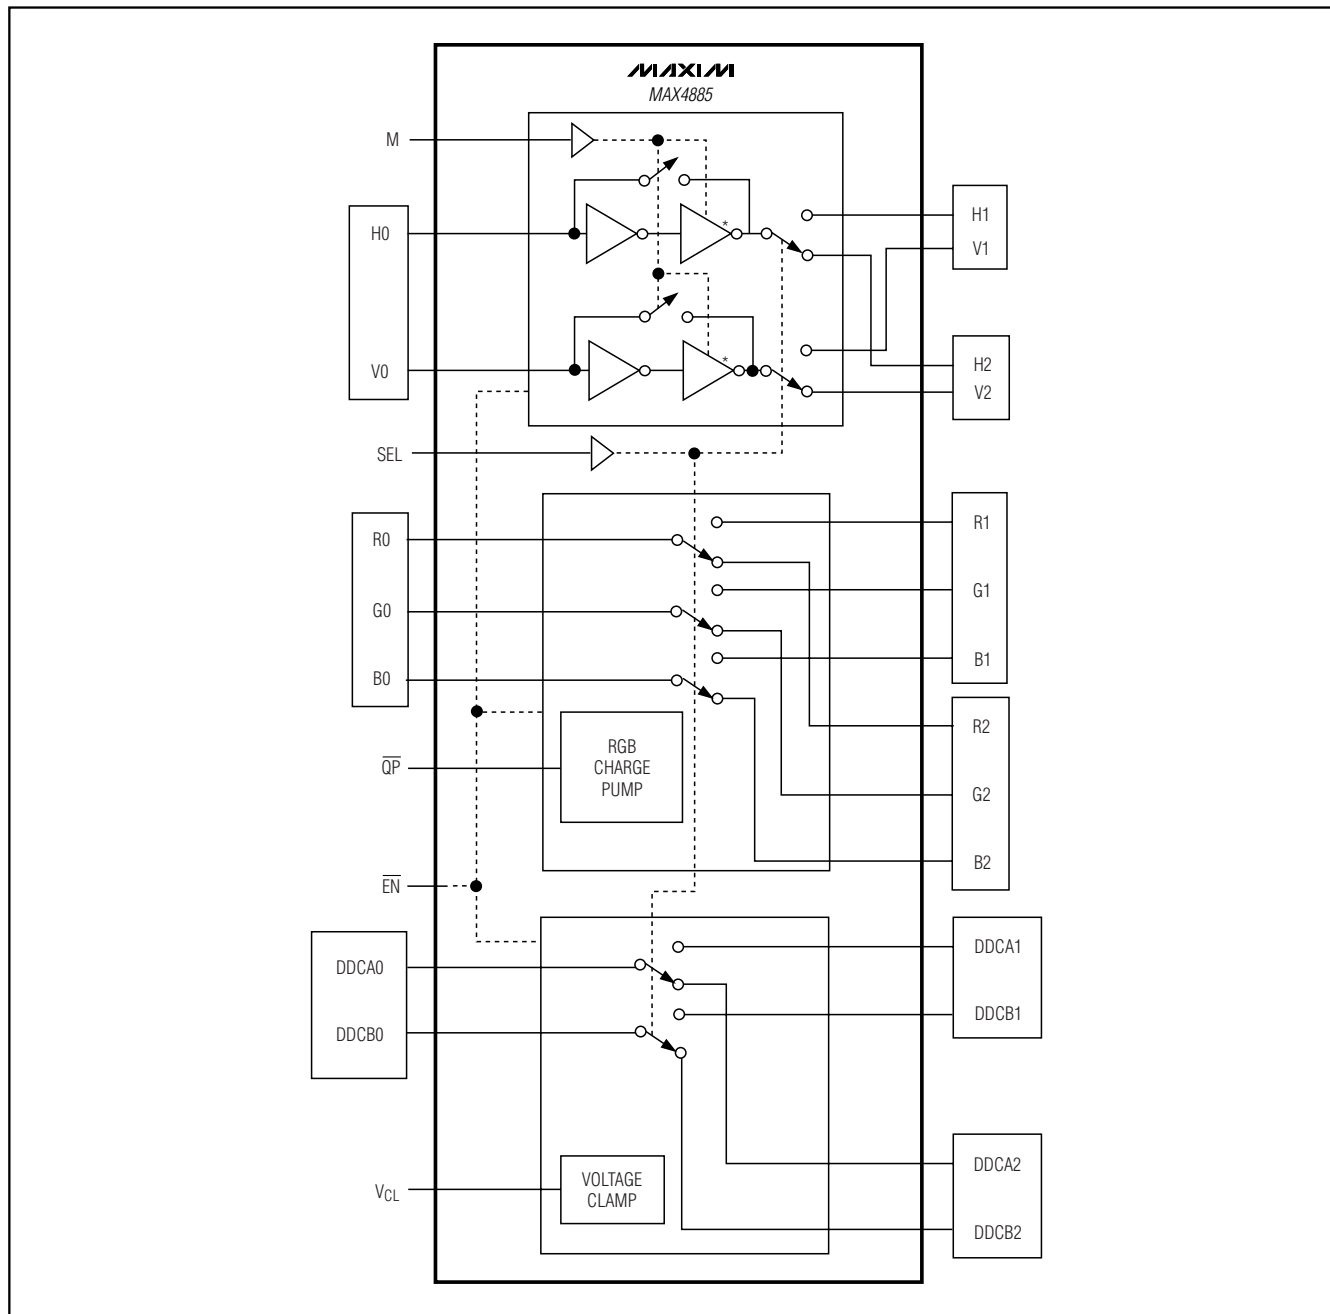 MAXIM
MAX4885
M
H0
V0
SEL
R0
G0
B0
QP
EN
DDCA0
DDCB0
VCL
*
*
RGB
CHARGE
PUMP
VOLTAGE
CLAMP
H1
V1
H2
V2
R1
G1
B1
R2
G2
B2
DDCA1
DDCB1
DDCA2
DDCB2